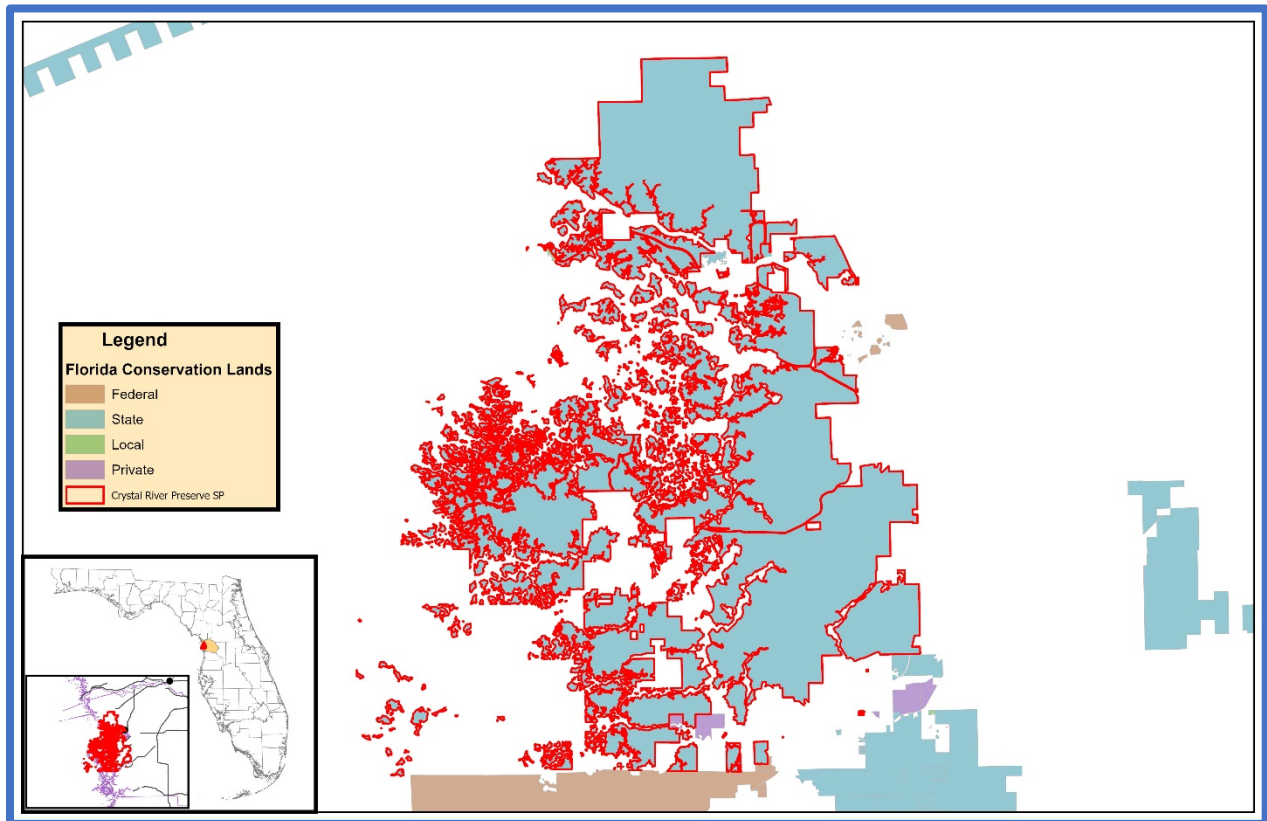 Legend
Florida Conservation Lands
Federal
State
Local
Private
Crystal River Preserve SP